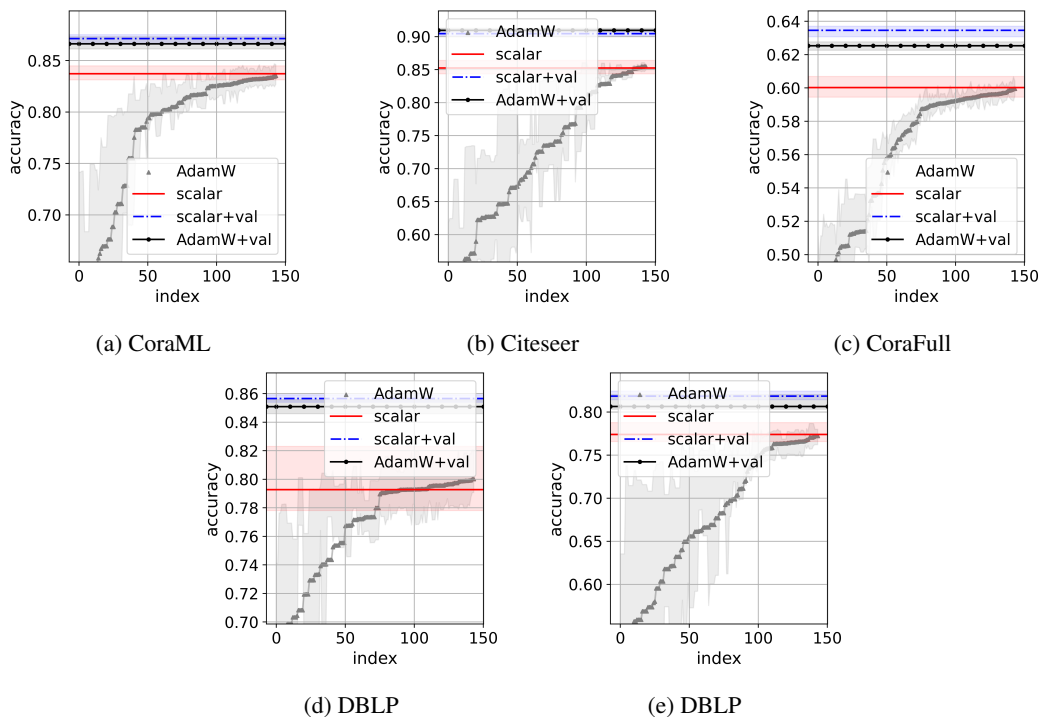 0.85
0.80
0.75
0.70
accuracy
AdamW
scalar
scalar+val
AdamW+val
0 50 100 150
index
(a) CoraML
0.90
0.85
0.80
0.75
0.70
0.65
0.60
accuracy
AdamW
scalar
scalar+val
AdamW+val
0 50 100 150
index
(b) Citeseer
0.64
0.62
0.60
0.58
0.56
0.54
0.52
0.50
accuracy
AdamW
scalar
scalar+val
AdamW+val
0 50 100 150
index
(c) CoraFull
0.86
0.84
0.82
0.80
0.78
0.76
0.74
0.72
0.70
accuracy
AdamW
scalar
scalar+val
AdamW+val
0 50 100 150
index
(d) DBLP
0.80
0.75
0.70
0.65
0.60
accuracy
AdamW
scalar
scalar+val
AdamW+val
0 50 100 150
index
(e) DBLP